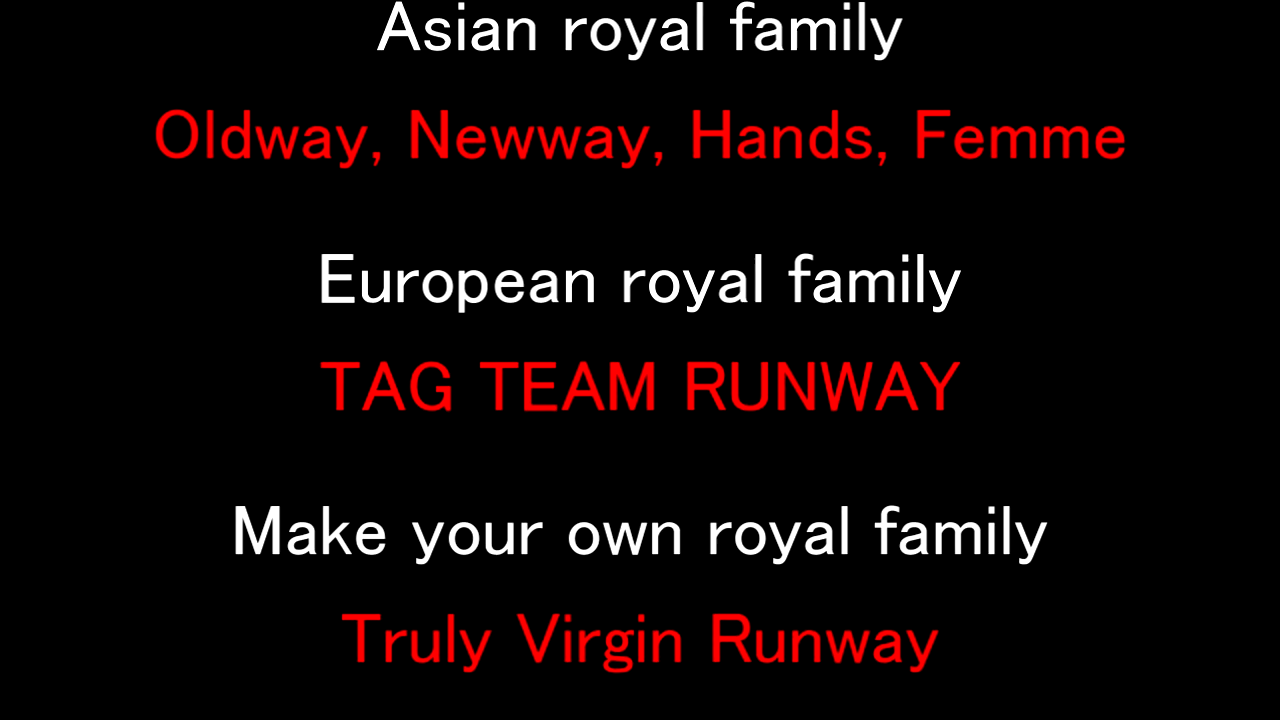 Asian royal family
Oldway, Newway, Hands, Femme
European royal family
TAG TEAM RUNWAY
Make your own royal family
Truly Virgin Runway